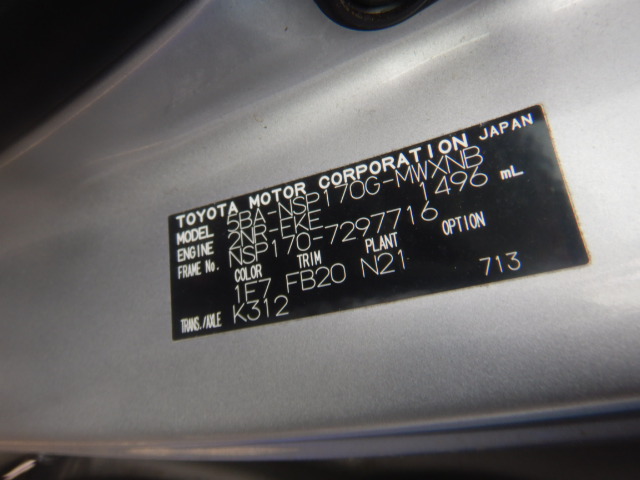 TOYOTA MOTOR CORPORATION JAPAN
MODEL 5BA-NSP170G-MWXNB
ENGINE 2NR-EKE 1496 mL
FRAME No. NSP170-7297716
COLOR TRIM PLANT OPTION
1E7 FB20 N21 713
TRANS./AXLE K312